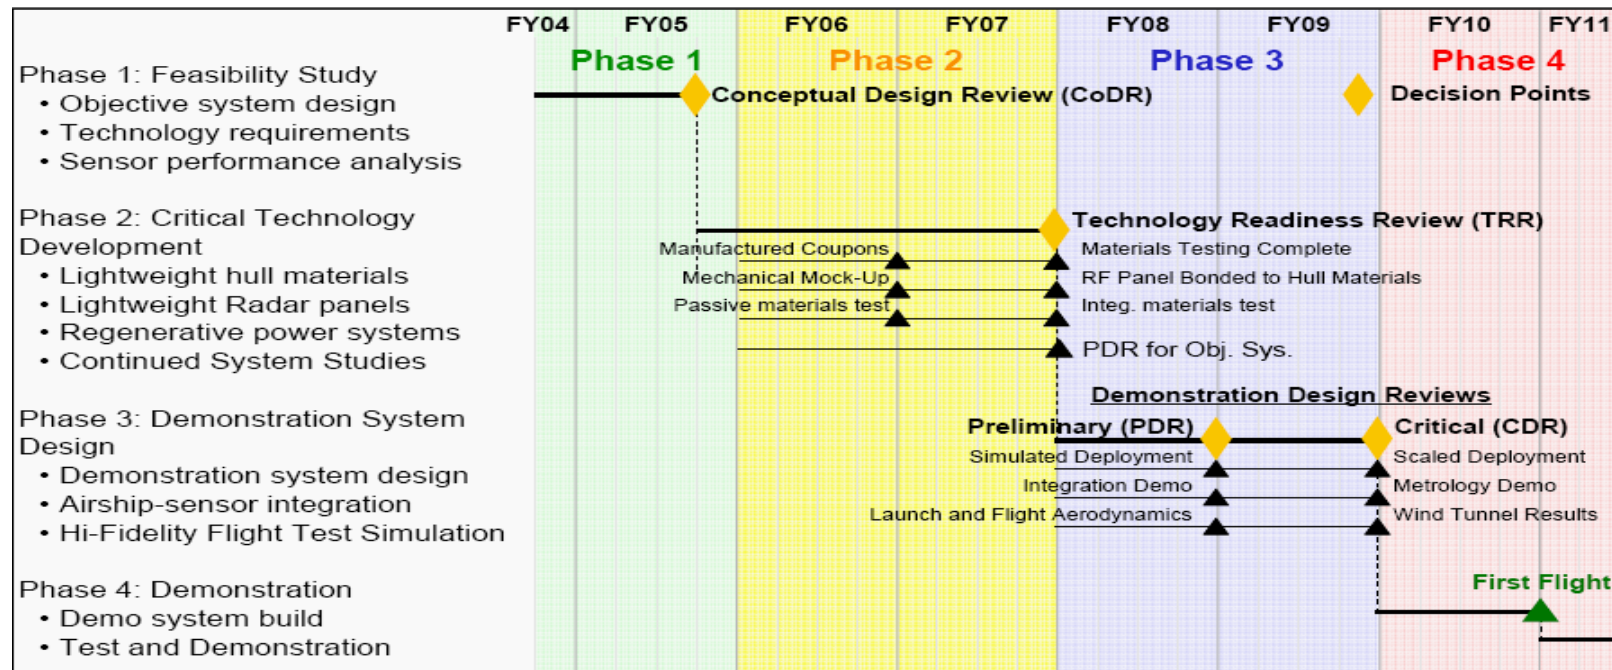 FY04 FY05 FY06 FY07 FY08 FY09 FY10 FY11
Phase 1 Phase 2 Phase 3 Phase 4
Phase 1: Feasibility Study
• Objective system design
• Technology requirements
• Sensor performance analysis
Conceptual Design Review (CoDR)
Decision Points
Phase 2: Critical Technology
Development
• Lightweight hull materials
• Lightweight Radar panels
• Regenerative power systems
• Continued System Studies
Technology Readiness Review (TRR)
Manufactured Coupons Materials Testing Complete
Mechanical Mock-Up RF Panel Bonded to Hull Materials
Passive materials test Integ. materials test
PDR for Obj. Sys.
Phase 3: Demonstration System
Design
• Demonstration system design
• Airship-sensor integration
• Hi-Fidelity Flight Test Simulation
Demonstration Design Reviews
Preliminary (PDR) Critical (CDR)
Simulated Deployment Scaled Deployment
Integration Demo Metrology Demo
Launch and Flight Aerodynamics Wind Tunnel Results
Phase 4: Demonstration
• Demo system build
• Test and Demonstration
First Flight